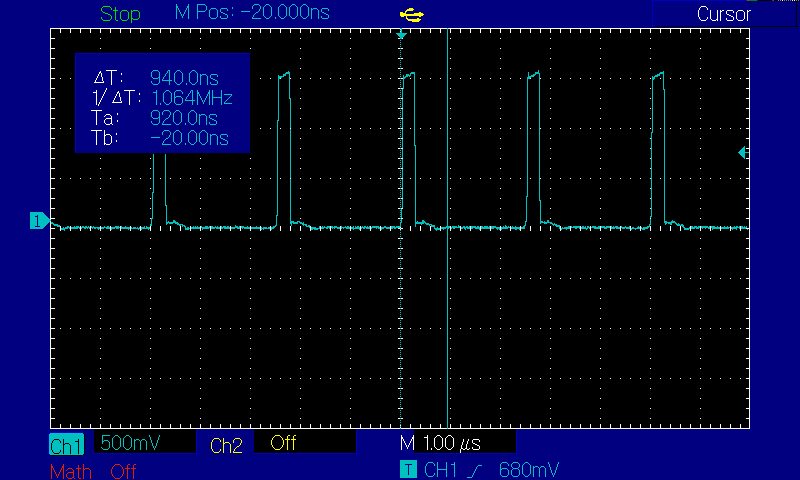 Stop M Pos: -20.000ns Cursor
ΔT: 940.0ns
1/ΔT: 1.064MHz
Ta: 920.0ns
Tb: -20.00ns
1
Ch1 500mV Ch2 Off M 1.00 μs
Math Off T CH1 680mV